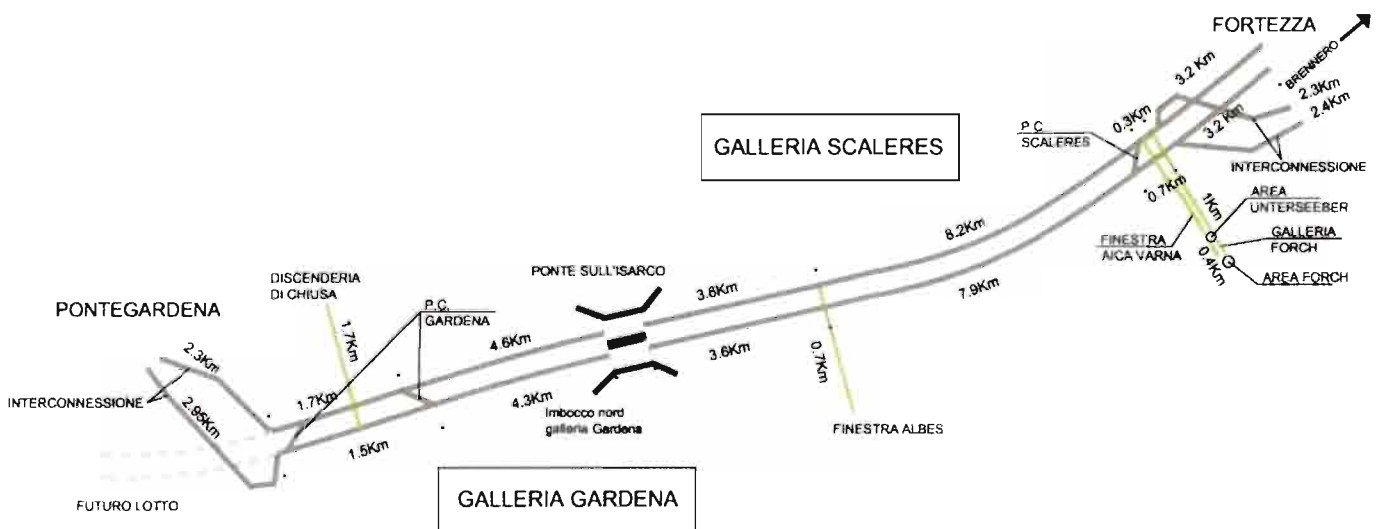 FORTEZZA
BRENNERO
3.2 Km
2.3Km
2.4Km
0.3Km
3.2 Km
P.C.
SCALERES
GALLERIA SCALERES
INTERCONNESSIONE
0.7Km
1Km
AREA
UNTERSEEBER
GALLERIA
FORCH
FINESTRA
AICA VARNA
0.4Km
AREA FORCH
8.2Km
7.9Km
DISCENDERIA
DI CHIUSA
PONTE SULL'ISARCO
3.6Km
PONTEGARDENA
P.C.
GARDENA
1.7Km
4.6Km
3.6Km
0.7Km
2.3Km
INTERCONNESSIONE
1.7Km
4.3Km
2.95Km
Imbocco nord
galleria Gardena
FINESTRA ALBES
1.5Km
GALLERIA GARDENA
FUTURO LOTTO